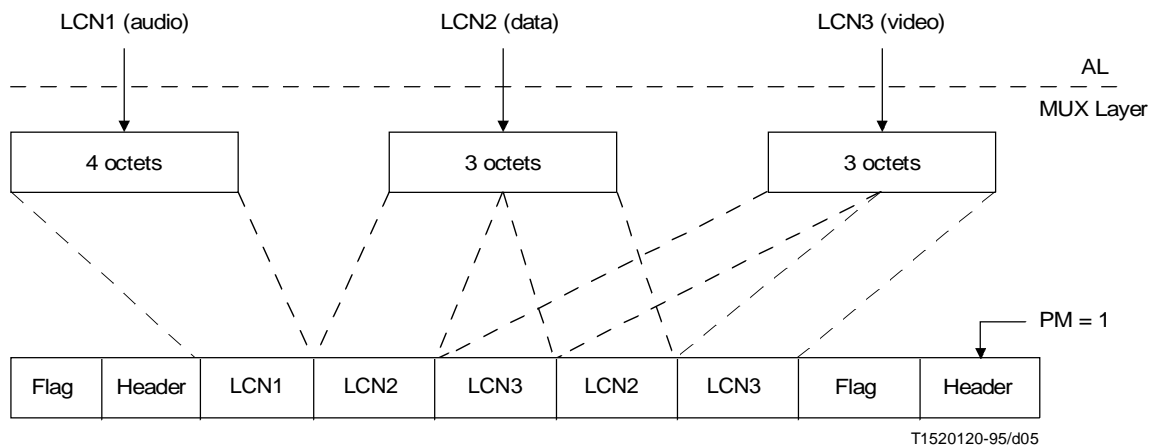 LCN1 (audio) LCN2 (data) LCN3 (video)
AL
MUX Layer
4 octets 3 octets 3 octets
PM = 1
Flag Header LCN1 LCN2 LCN3 LCN2 LCN3 Flag Header
T1520120-95/d05